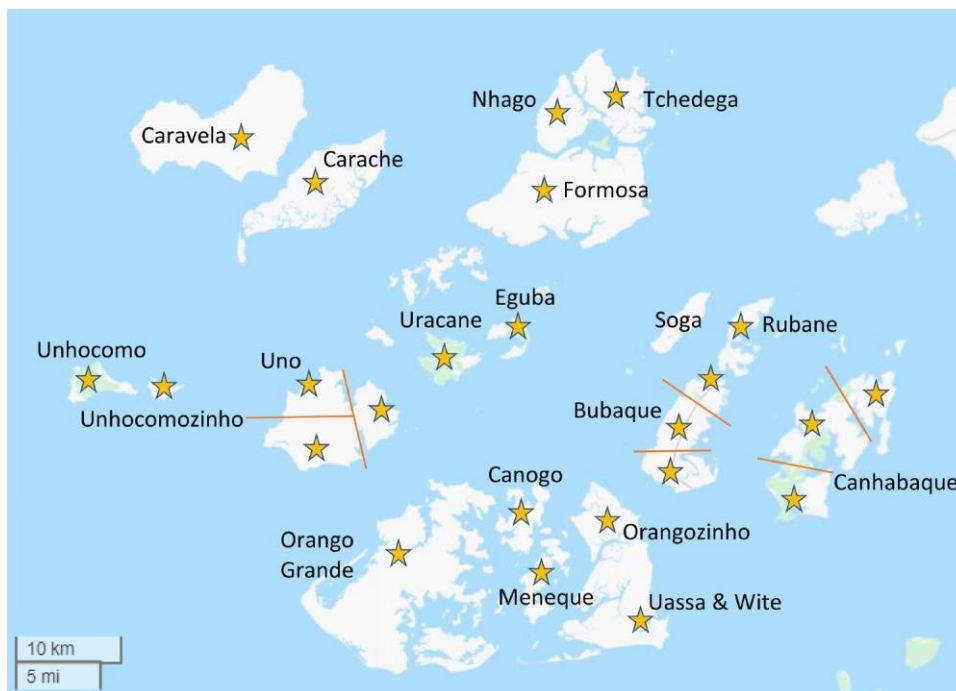 Nhago
Tchedega
Caravela
Carache
Formosa
Eguba
Uracane
Soga
Rubane
Unhocomo
Uno
Unhocomozinho
Bubaque
Canogo
Canhabaque
Orango
Grande
Orangozinho
Meneque
Uassa & Wite
10 km
5 mi